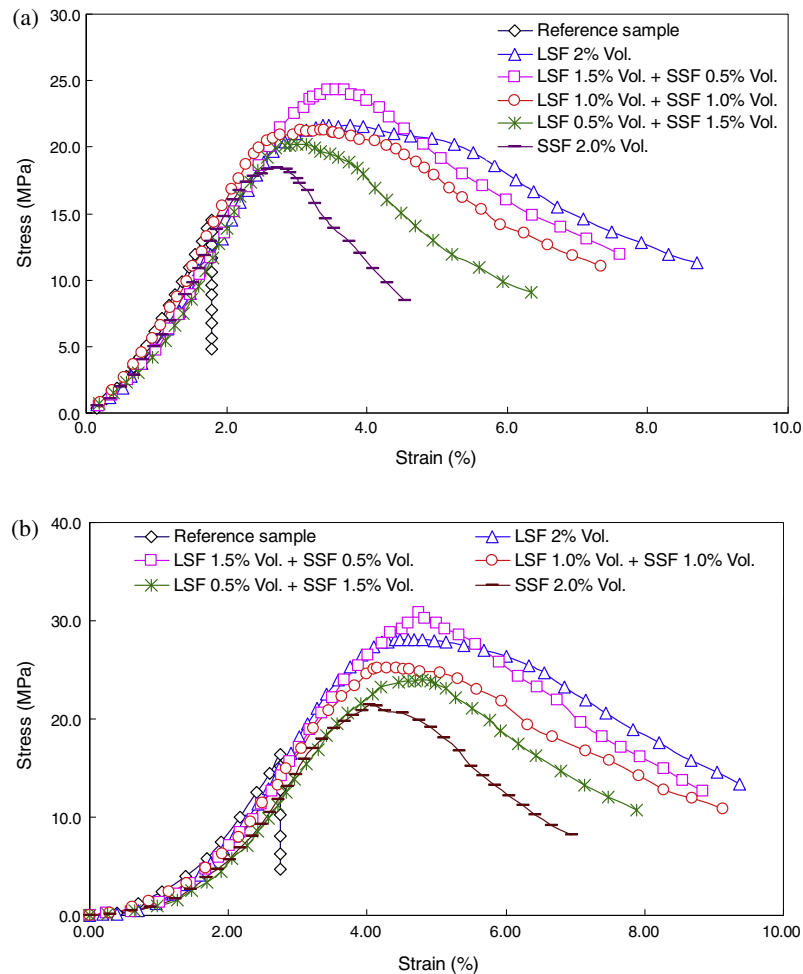 (a)
30.0
25.0
20.0
15.0
10.0
5.0
0.0
Stress (MPa)
Reference sample
LSF 2% Vol.
LSF 1.5% Vol. + SSF 0.5% Vol.
LSF 1.0% Vol. + SSF 1.0% Vol.
LSF 0.5% Vol. + SSF 1.5% Vol.
SSF 2.0% Vol.
0.0 2.0 4.0 6.0 8.0 10.0
Strain (%)
(b)
40.0
30.0
20.0
10.0
0.0
Stress (MPa)
Reference sample LSF 2% Vol.
LSF 1.5% Vol. + SSF 0.5% Vol. LSF 1.0% Vol. + SSF 1.0% Vol.
LSF 0.5% Vol. + SSF 1.5% Vol. SSF 2.0% Vol.
0.00 2.00 4.00 6.00 8.00 10.00
Strain (%)